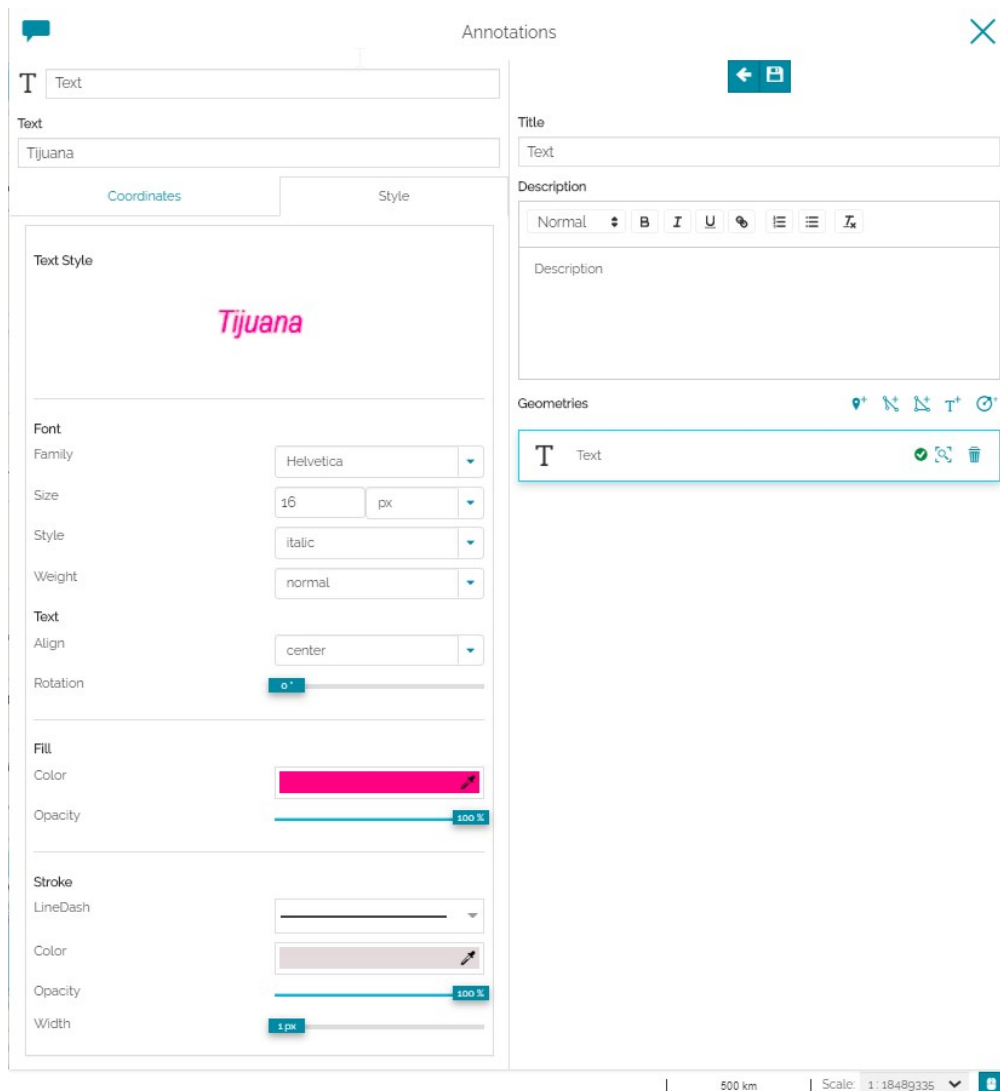 Annotations
T Text
Text
Tijuana
Coordinates
Style
Text Style
Tijuana
Font
Family
Helvetica
Size
16
px
Style
italic
Weight
normal
Text
Align
center
Rotation
0 °
Fill
Color
Opacity
100 %
Stroke
LineDash
Color
Opacity
100 %
Width
1 px
Title
Text
Description
Normal B I U Tx
Description
Geometries
T+
T Text
500 km
Scale: 1 : 18489335